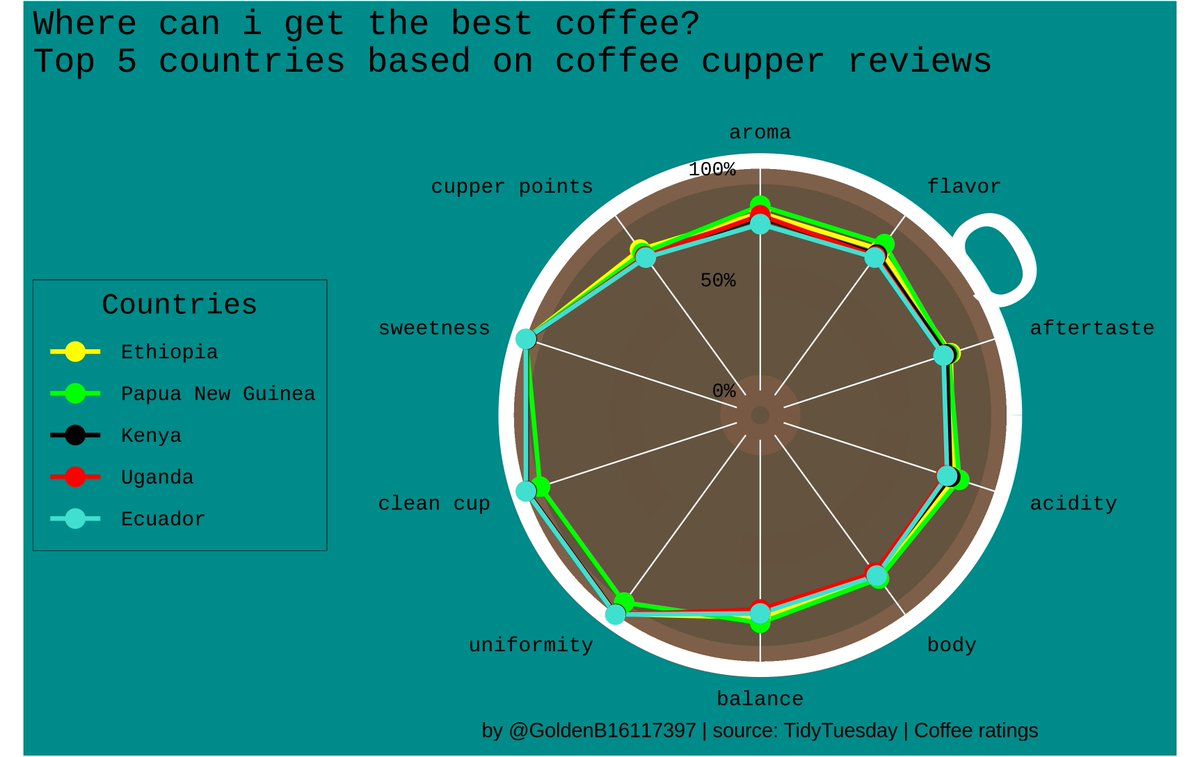 Where can i get the best coffee?
Top 5 countries based on coffee cupper reviews
aroma
100%
cupper points
flavor
50%
sweetness
aftertaste
0%
clean cup
acidity
uniformity
body
balance
Countries
Ethiopia
Papua New Guinea
Kenya
Uganda
Ecuador
by @GoldenB16117397 | source: TidyTuesday | Coffee ratings